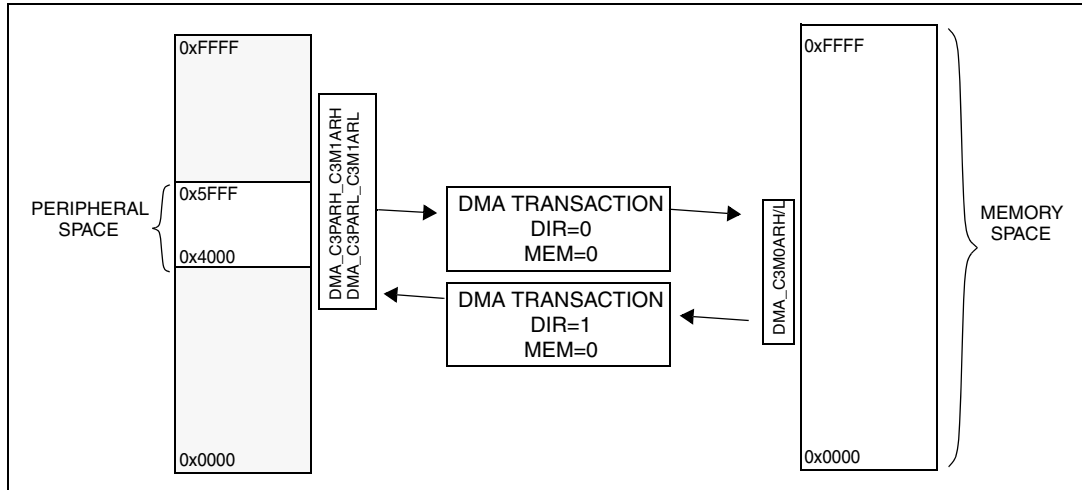 0xFFFF
0x5FFF
PERIPHERAL
SPACE
0x4000
0x0000
DMA_C3PARH_C3M1ARH
DMA_C3PARL_C3M1ARL
DMA TRANSACTION
DIR=0
MEM=0
DMA TRANSACTION
DIR=1
MEM=0
DMA_C3M0ARH/L
0xFFFF
MEMORY
SPACE
0x0000